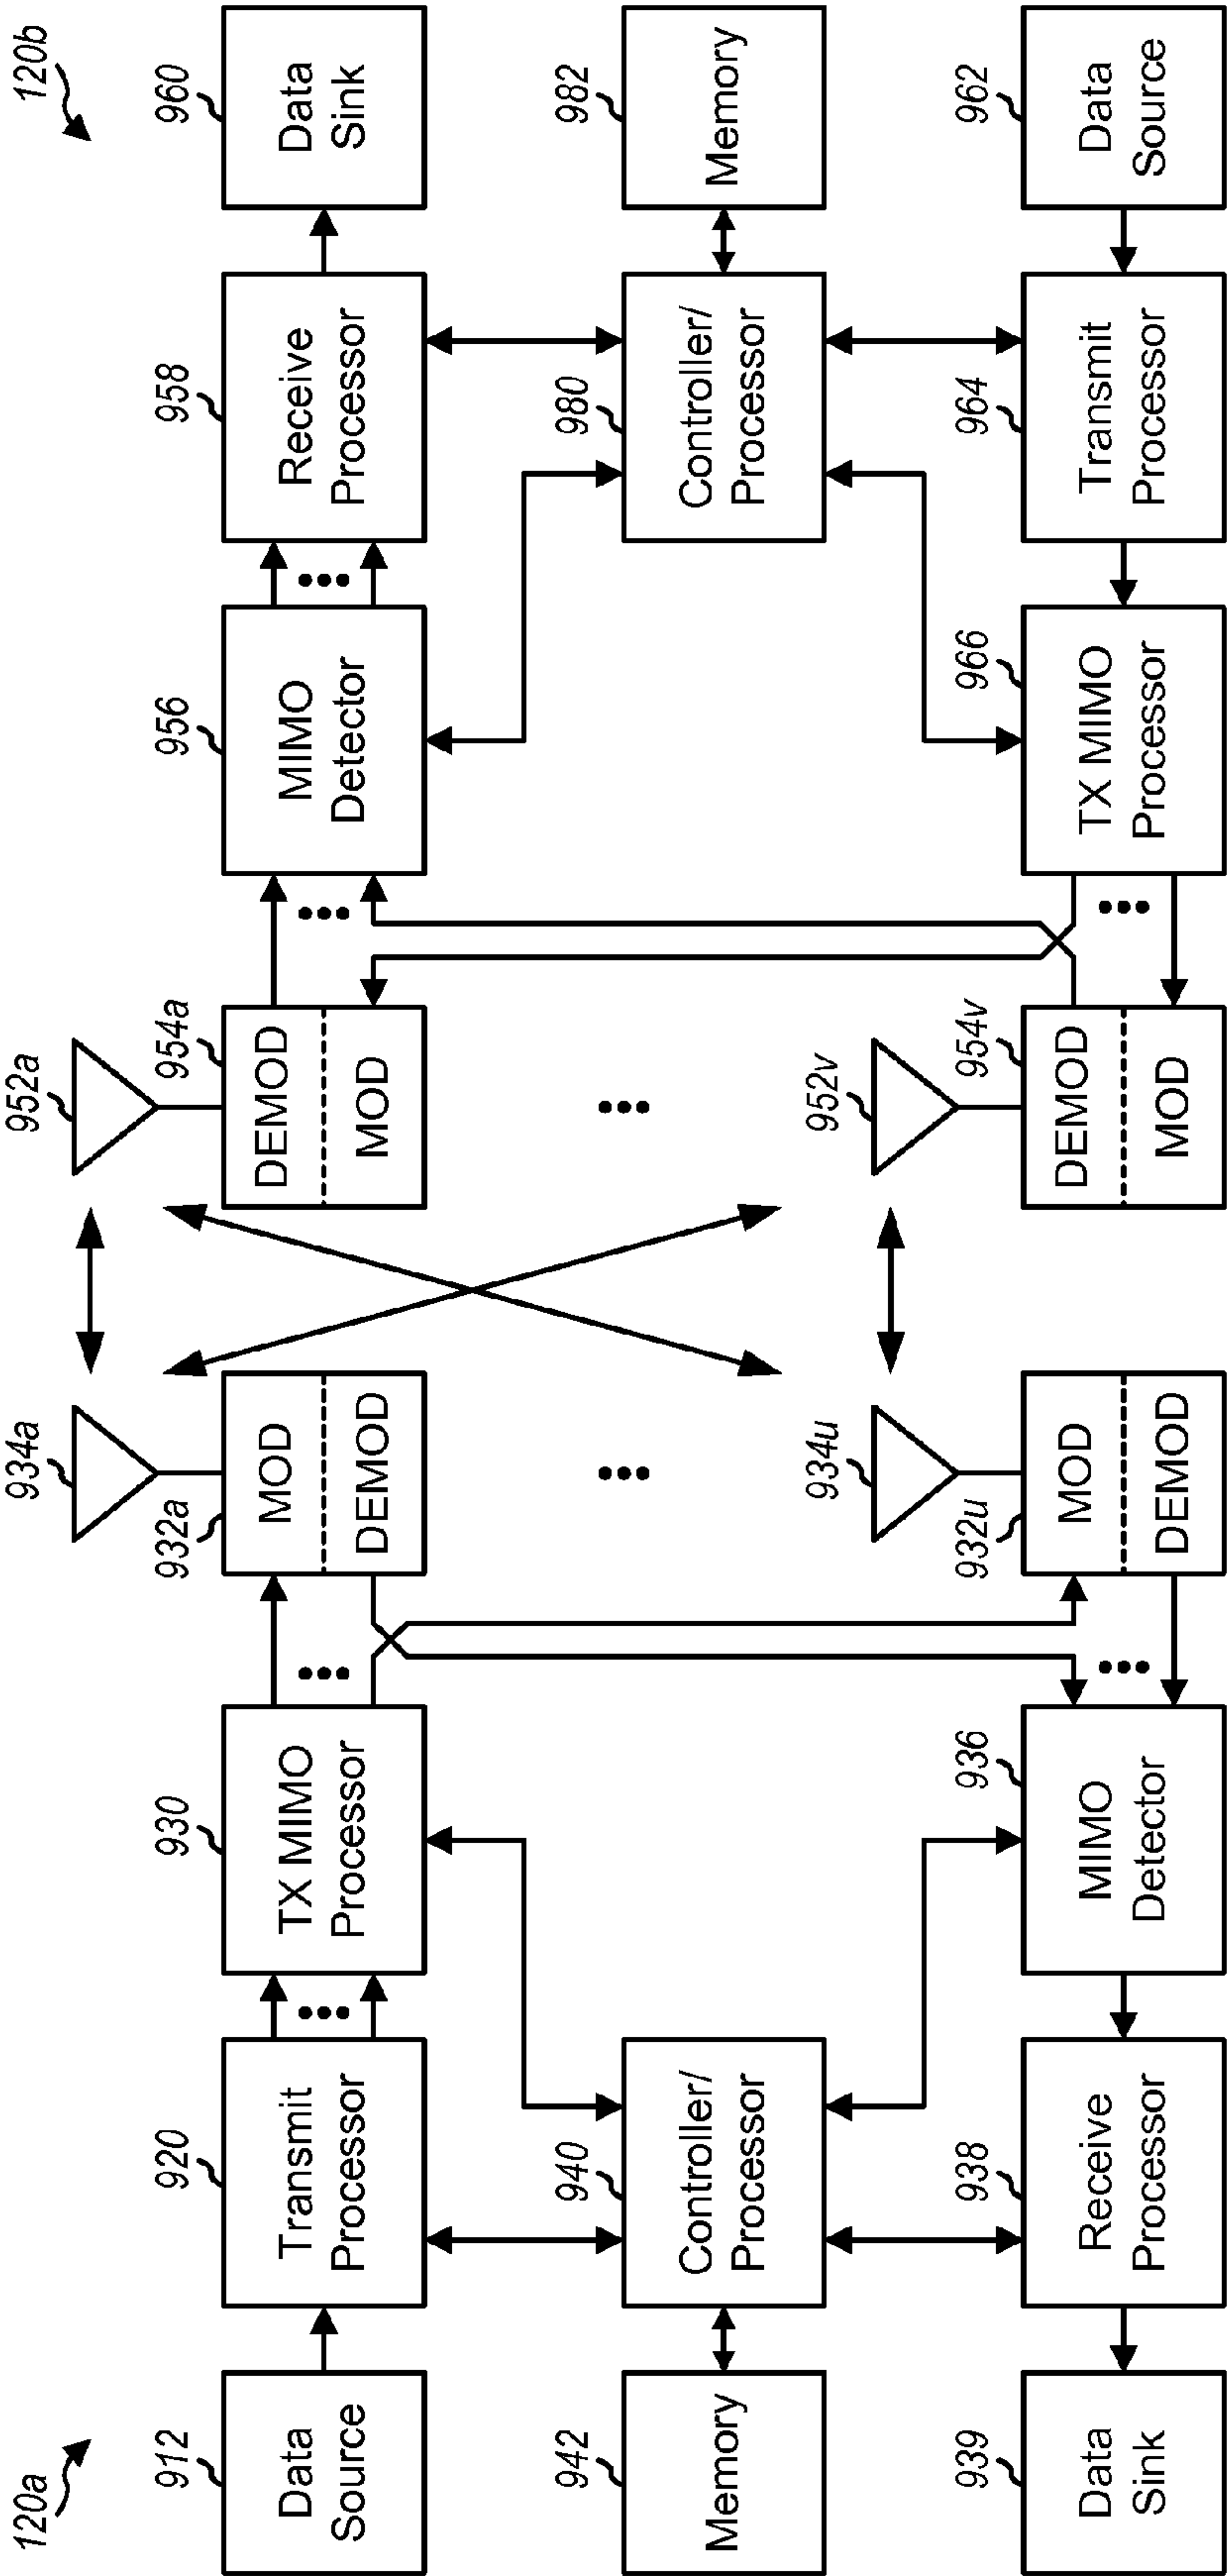 120a
120b
912
Data
Source
920
Transmit
Processor
930
TX MIMO
Processor
932a
MOD
DEMOD
934a
952a
954a
DEMOD
MOD
956
MIMO
Detector
958
Receive
Processor
960
Data
Sink
942
Memory
940
Controller/
Processor
980
Controller/
Processor
982
Memory
939
Data
Sink
938
Receive
Processor
936
MIMO
Detector
932u
MOD
DEMOD
934u
952v
954v
DEMOD
MOD
966
TX MIMO
Processor
964
Transmit
Processor
962
Data
Source